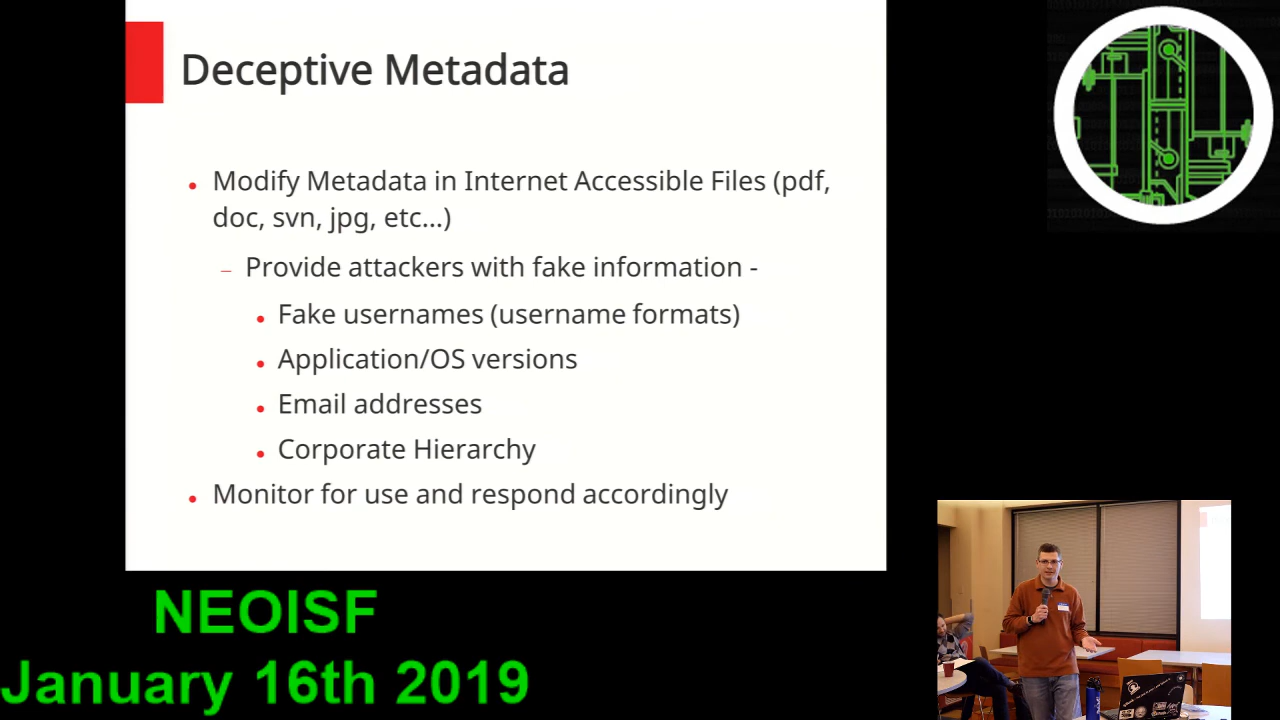 Deceptive Metadata
• Modify Metadata in Internet Accessible Files (pdf,
doc, svn, jpg, etc...)
– Provide attackers with fake information -
• Fake usernames (username formats)
• Application/OS versions
• Email addresses
• Corporate Hierarchy
• Monitor for use and respond accordingly
NEOISF
January 16th 2019